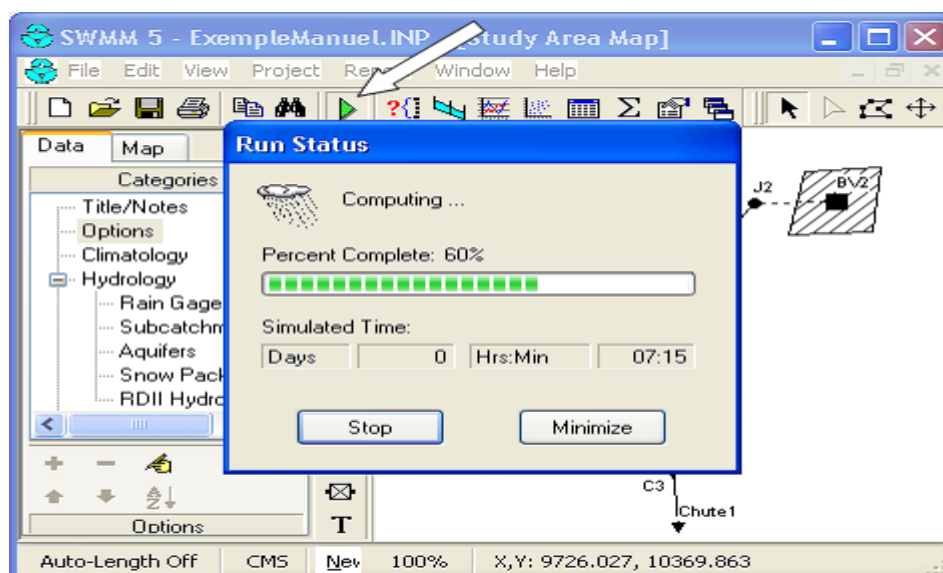 SWMM 5 - ExempleManuel.INP - [Study Area Map]
File Edit View Project Repo Window Help
Data Map
Run Status
Categories
Computing ...
J2 BV2
Title/Notes
Options
Climatology
Percent Complete: 60%
Hydrology
Rain Gage
Subcatchm
Simulated Time:
Aquifers
Days 0 Hrs:Min 07:15
Snow Pack
RDII Hydro
Stop Minimize
C3
Chute1
T
Options
Auto-Length Off CMS New 100% X,Y: 9726.027, 10369.863